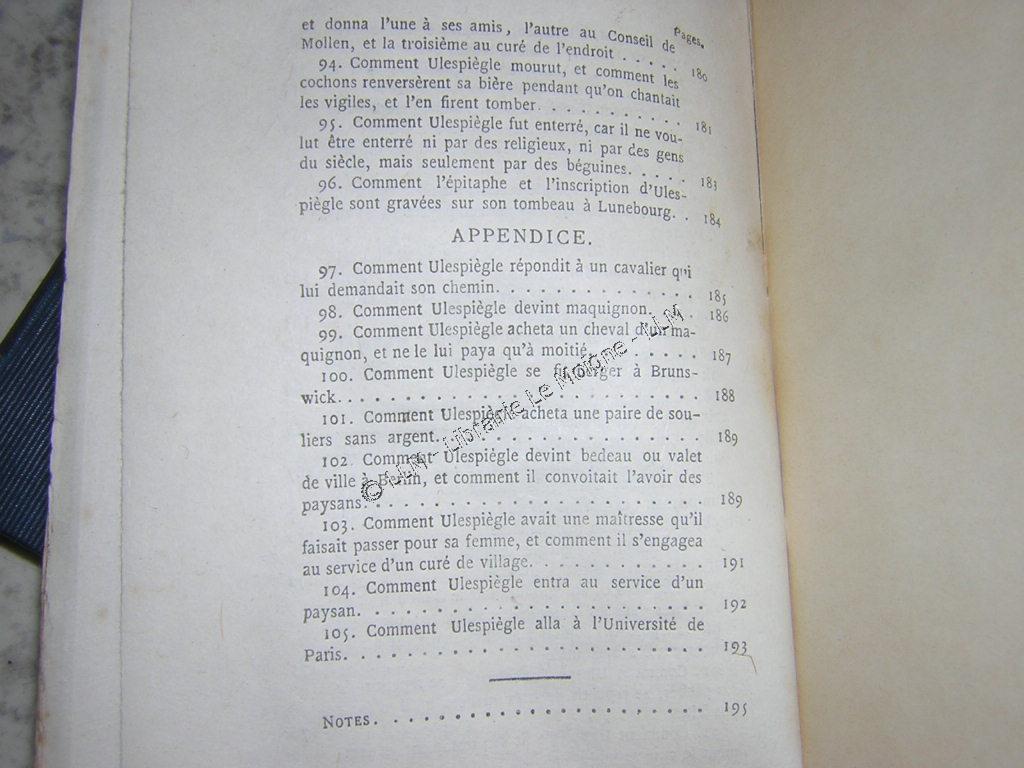 Pages.
et donna l'une à ses amis, l'autre au Conseil de
Mollen, et la troisième au curé de l'endroit . . . . . 180
94. Comment Ulespiègle mourut, et comment les
cochons renversèrent sa bière pendant qu'on chantait
les vigiles, et l'en firent tomber. . . . . . . . . 181
95. Comment Ulespiègle fut enterré, car il ne vou-
lut être enterré ni par des religieux, ni par des gens
du siècle, mais seulement par des béguines. . . . . 183
96. Comment l'épitaphe et l'inscription d'Ules-
piègle sont gravées sur son tombeau à Lunebourg. . 184
APPENDICE.
97. Comment Ulespiègle répondit à un cavalier qui
lui demandait son chemin. . . . . . . . . . . . . 185
98. Comment Ulespiègle devint maquignon. . . . 186
99. Comment Ulespiègle acheta un cheval d'un ma-
quignon, et ne le lui paya qu'à moitié. . . . . . . 187
100. Comment Ulespiègle se fit berger à Bruns-
wick. . . . . . . . . . . . . . . . . . . . . . . 188
101. Comment Ulespiègle acheta une paire de sou-
liers sans argent. . . . . . . . . . . . . . . . . 189
102. Comment Ulespiègle devint bedeau ou valet
de ville à Berlin, et comment il convoitait l'avoir des
paysans. . . . . . . . . . . . . . . . . . . . . . 189
103. Comment Ulespiègle avait une maîtresse qu'il
faisait passer pour sa femme, et comment il s'engagea
au service d'un curé de village. . . . . . . . . . . 191
104. Comment Ulespiègle entra au service d'un
paysan. . . . . . . . . . . . . . . . . . . . . . 192
105. Comment Ulespiègle alla à l'Université de
Paris. . . . . . . . . . . . . . . . . . . . . . . 193
NOTES. . . . . . . . . . . . . . . . . . . . . 195
© LLM - Librairie Le Moigne - LLM